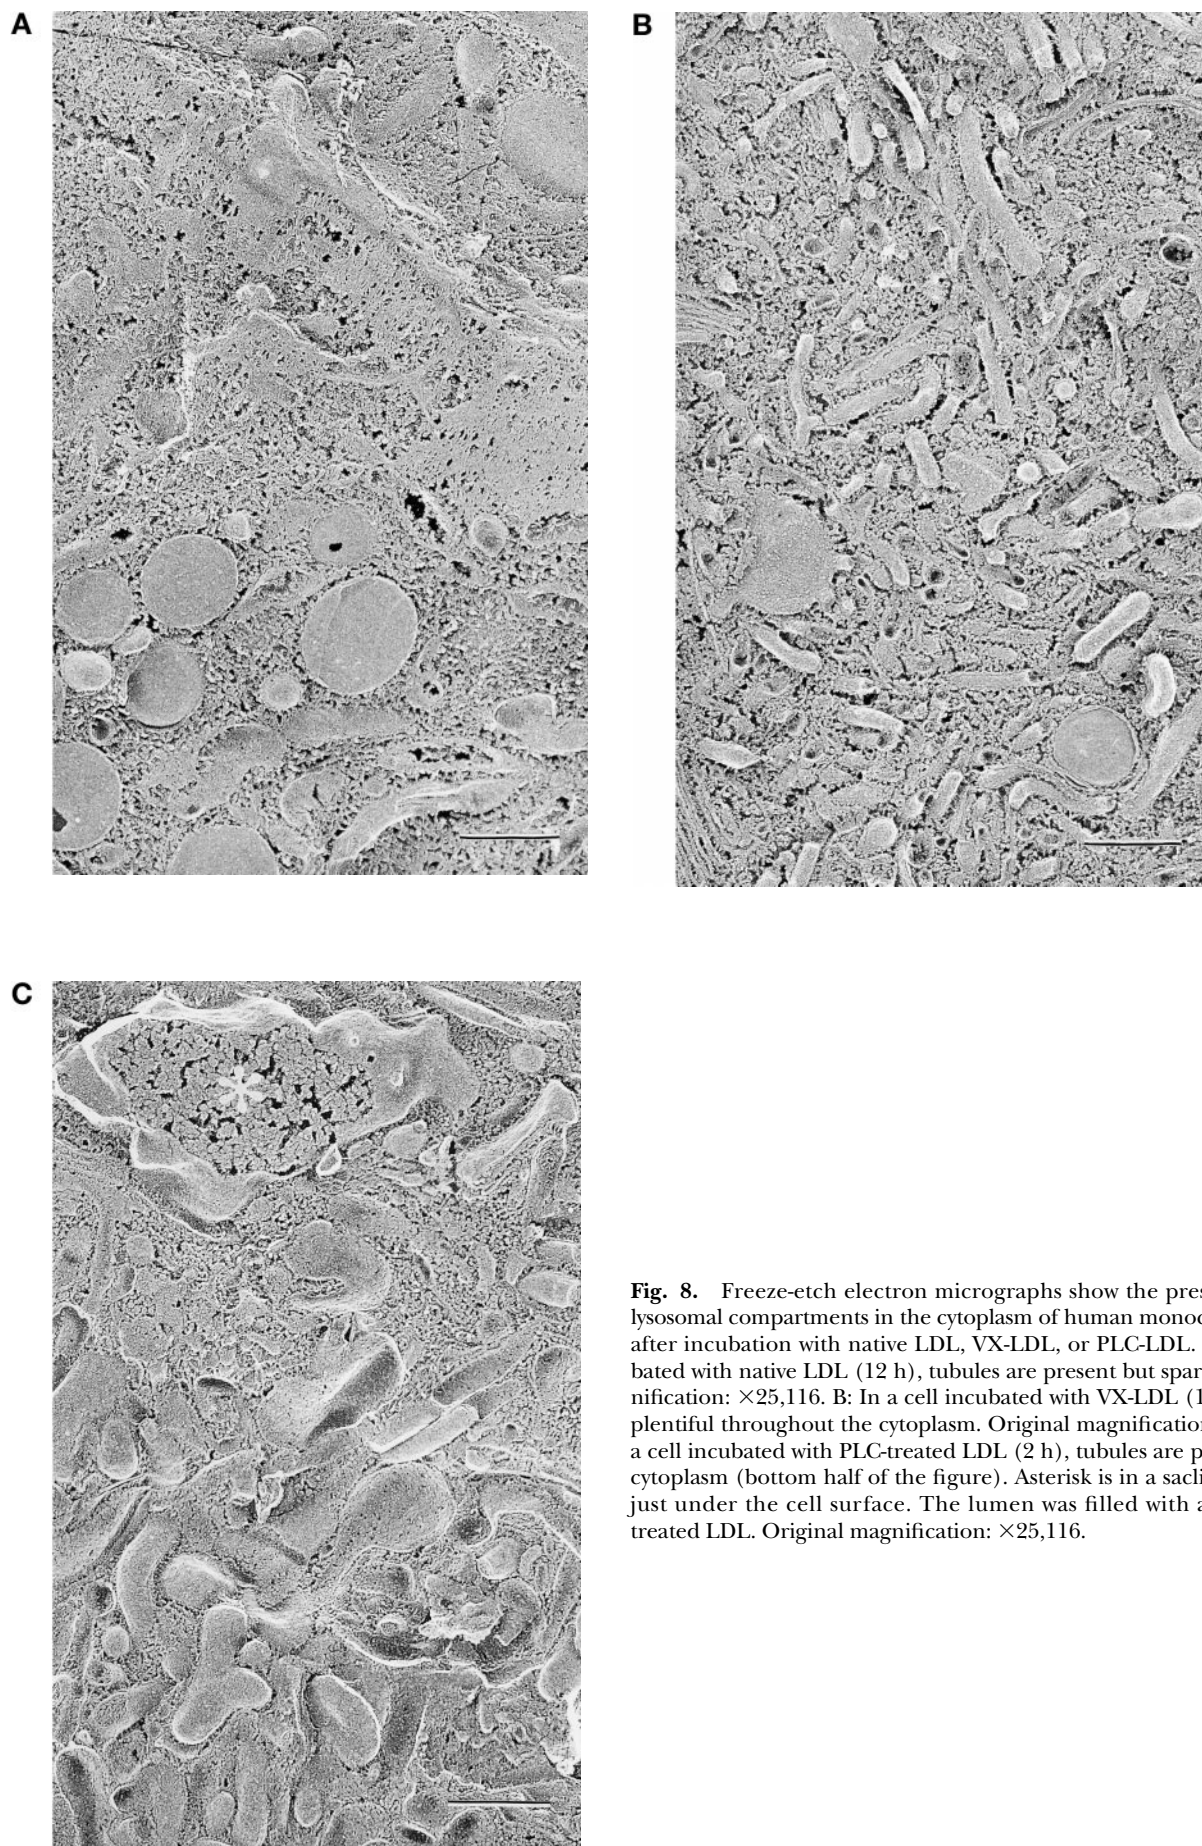 A
B
C
Fig. 8. Freeze-etch electron micrographs show the pres
lysosomal compartments in the cytoplasm of human monoc
after incubation with native LDL, VX-LDL, or PLC-LDL.
bated with native LDL (12 h), tubules are present but spar
nification: ×25,116. B: In a cell incubated with VX-LDL (1
plentiful throughout the cytoplasm. Original magnification
a cell incubated with PLC-treated LDL (2 h), tubules are p
cytoplasm (bottom half of the figure). Asterisk is in a sacli
just under the cell surface. The lumen was filled with a
treated LDL. Original magnification: ×25,116.